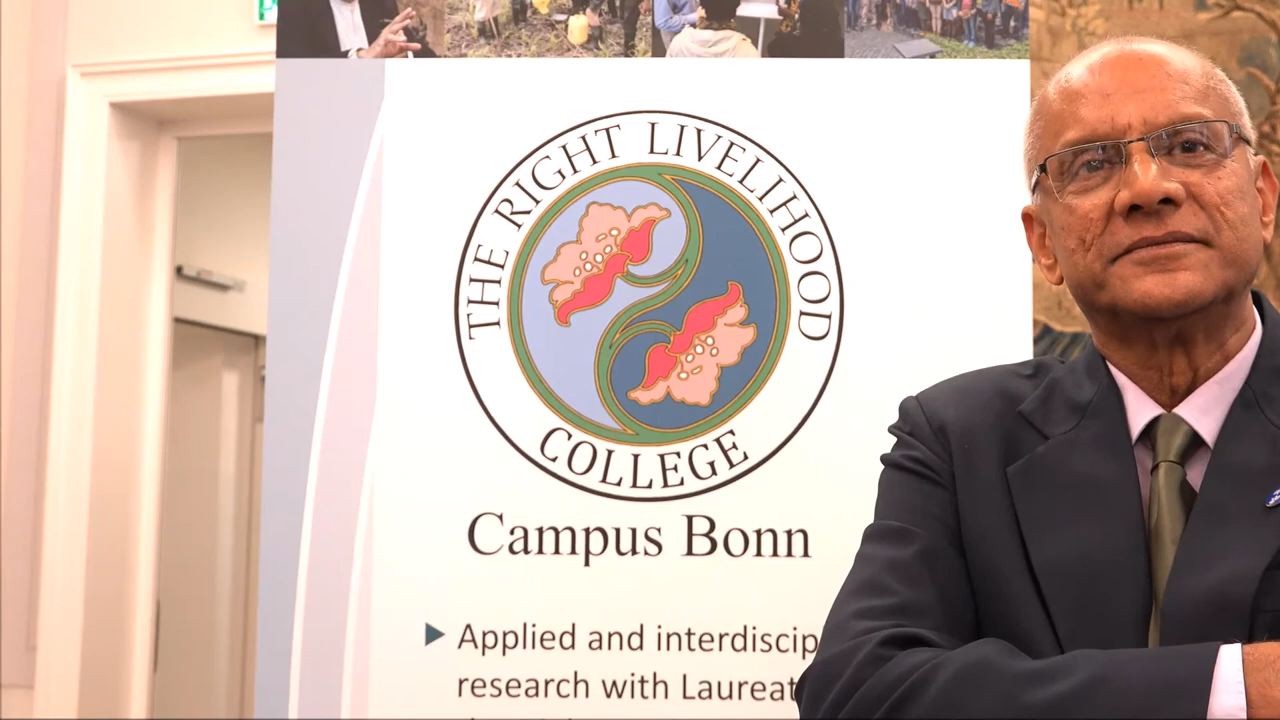 THE RIGHT LIVELIHOOD
COLLEGE
Campus Bonn
Applied and interdiscip
research with Laureat